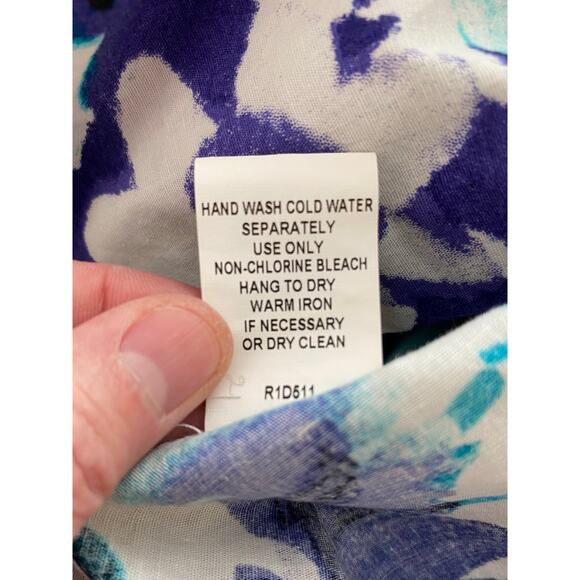 HAND WASH COLD WATER
SEPARATELY
USE ONLY
NON-CHLORINE BLEACH
HANG TO DRY
WARM IRON
IF NECESSARY
OR DRY CLEAN
R1D511